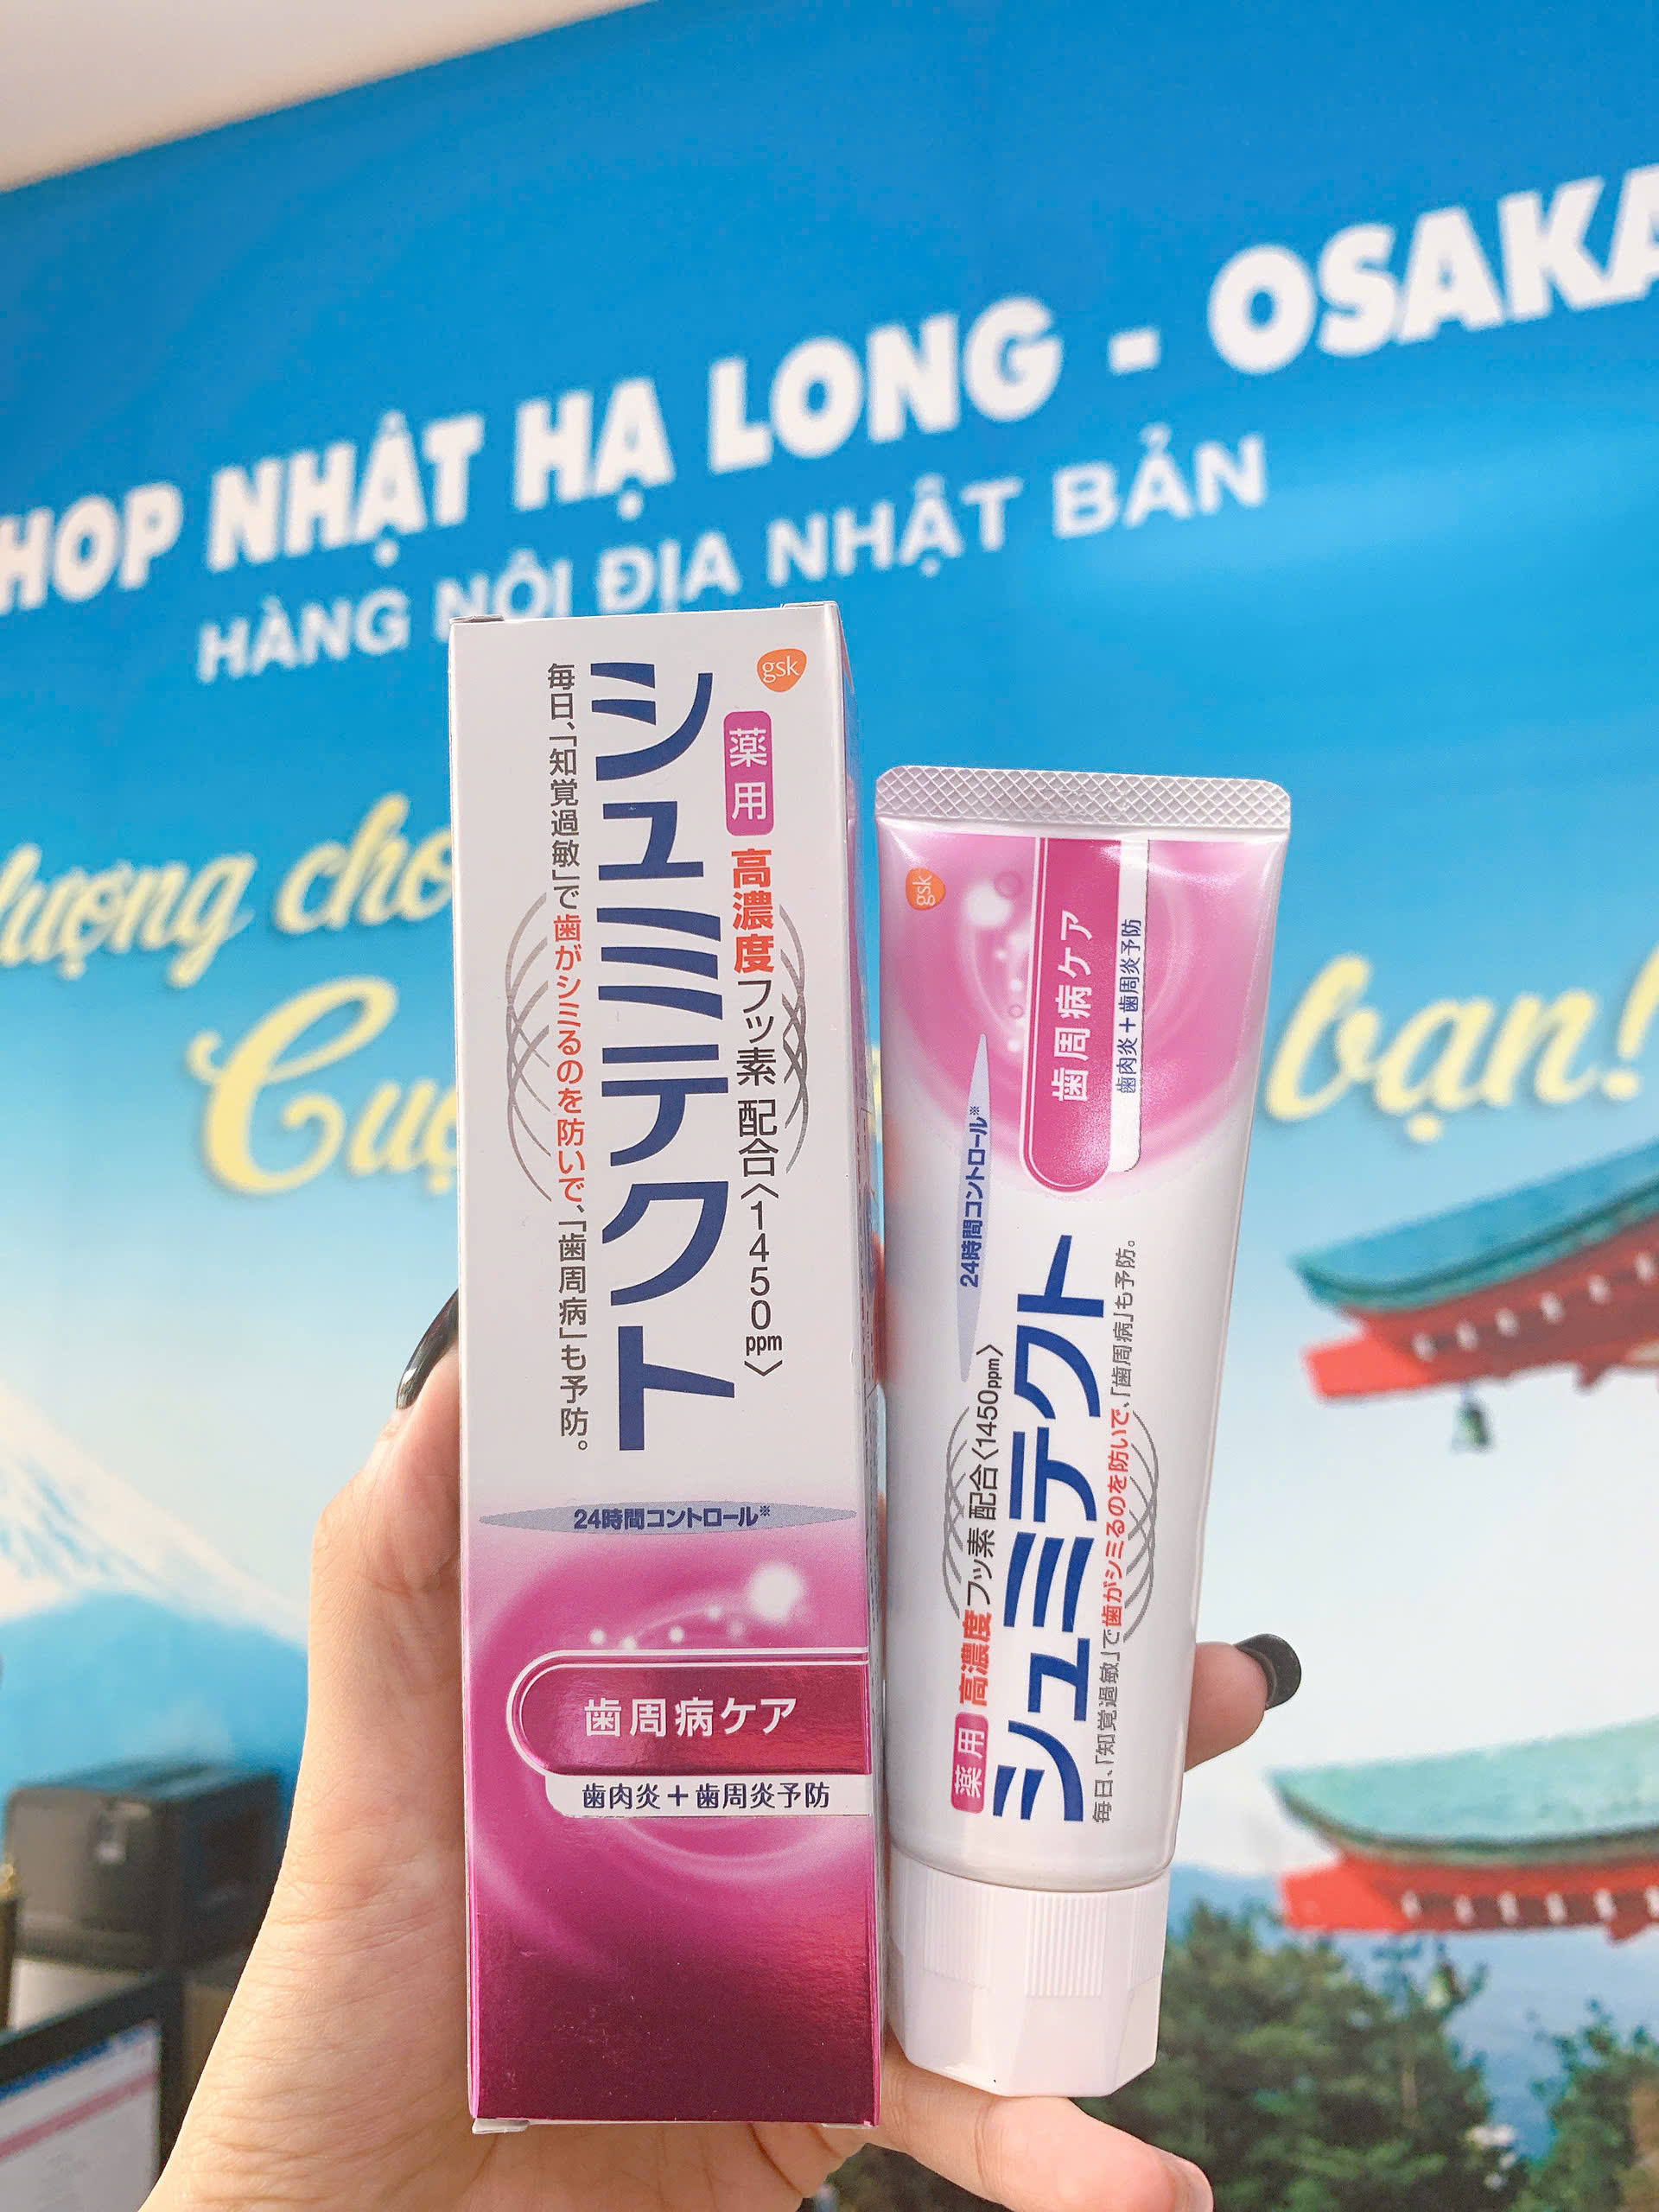 HOP NHẬT HẠ LONG - OSAKA
HÀNG NỘI ĐỊA NHẬT BẢN
lượng cho
bạn!
gsk
薬用
高濃度フッ素 配合〈1450ppm〉
シュミテクト
毎日、「知覚過敏」で歯がシミるのを防いで、「歯周病」も予防。
24時間コントロール※
歯周病ケア
歯肉炎+歯周炎予防
gsk
歯周病ケア
歯肉炎+歯周炎予防
24時間コントロール※
薬用
高濃度フッ素 配合〈1450ppm〉
シュミテクト
毎日、「知覚過敏」で歯がシミるのを防いで、「歯周病」も予防。